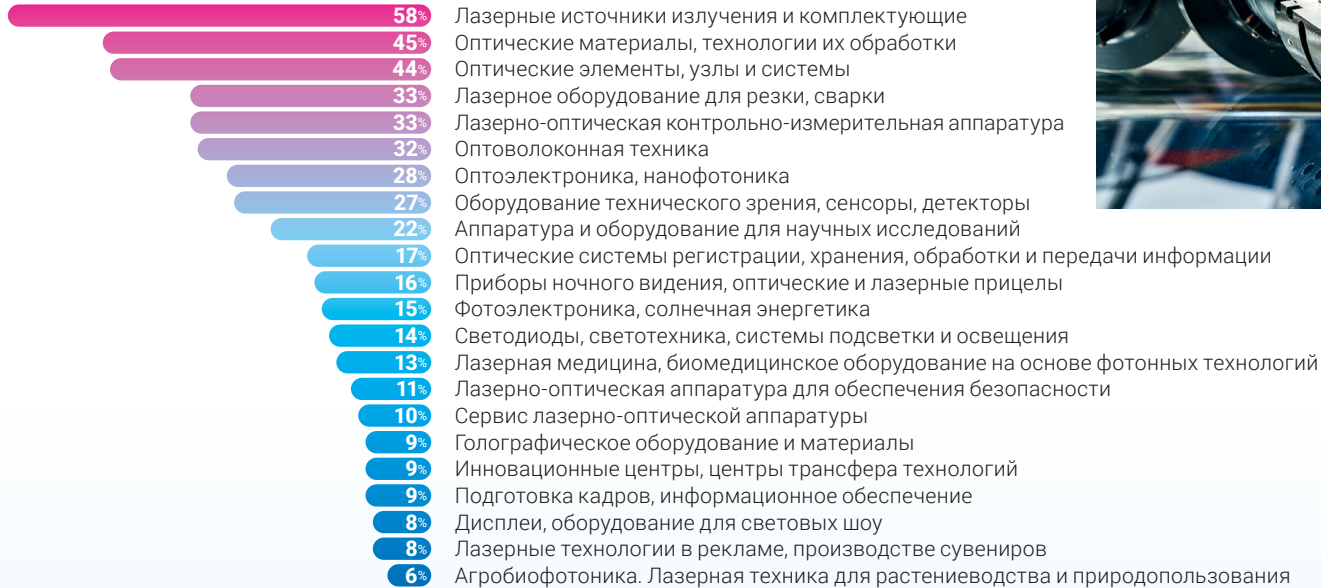 58% Лазерные источники излучения и комплектующие
45% Оптические материалы, технологии их обработки
44% Оптические элементы, узлы и системы
33% Лазерное оборудование для резки, сварки
33% Лазерно-оптическая контрольно-измерительная аппаратура
32% Оптоволоконная техника
28% Оптоэлектроника, нанофотоника
27% Оборудование технического зрения, сенсоры, детекторы
22% Аппаратура и оборудование для научных исследований
17% Оптические системы регистрации, хранения, обработки и передачи информации
16% Приборы ночного видения, оптические и лазерные прицелы
15% Фотоэлектроника, солнечная энергетика
14% Светодиоды, светотехника, системы подсветки и освещения
13% Лазерная медицина, биомедицинское оборудование на основе фотонных технологий
11% Лазерно-оптическая аппаратура для обеспечения безопасности
10% Сервис лазерно-оптической аппаратуры
9% Голографическое оборудование и материалы
9% Инновационные центры, центры трансфера технологий
9% Подготовка кадров, информационное обеспечение
8% Дисплеи, оборудование для световых шоу
8% Лазерные технологии в рекламе, производстве сувениров
6% Агробиофотоника. Лазерная техника для растениеводства и природопользования